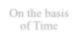 On the basis
of Time